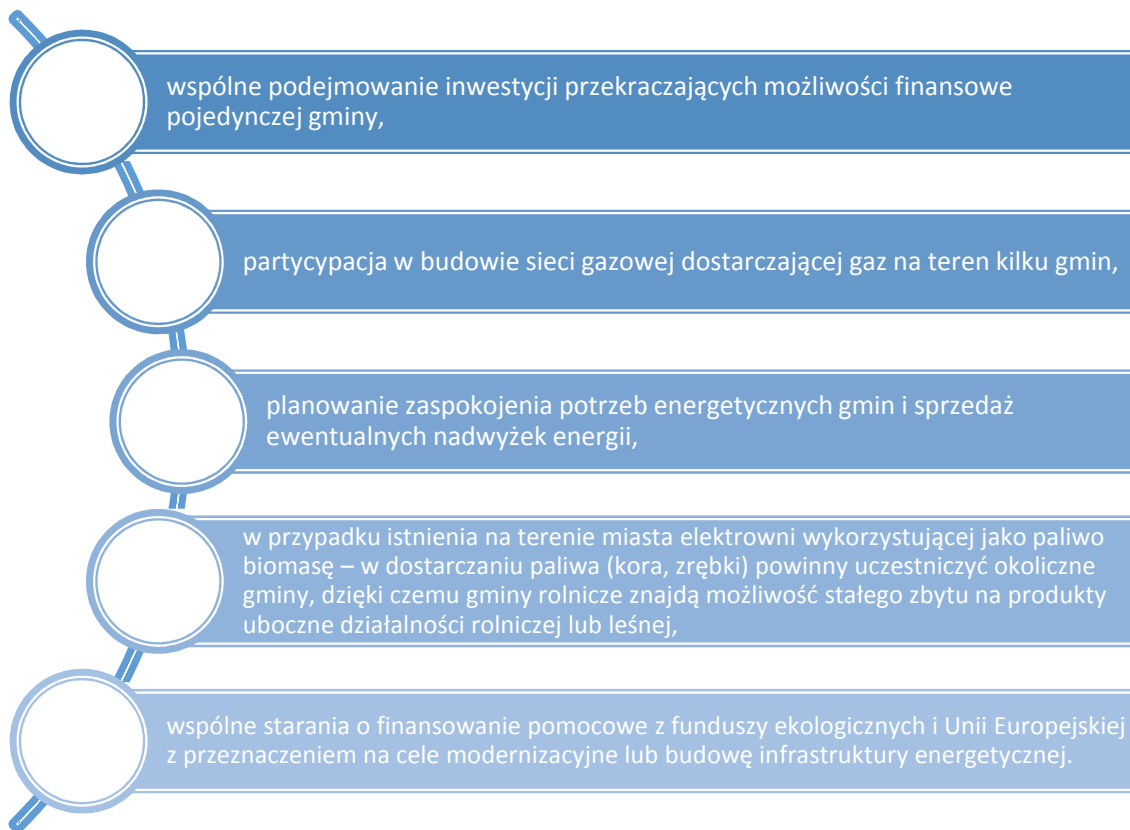 wspólne podejmowanie inwestycji przekraczających możliwości finansowe
pojedynczej gminy,
partycypacja w budowie sieci gazowej dostarczającej gaz na teren kilku gmin,
planowanie zaspokojenia potrzeb energetycznych gmin i sprzedaż
ewentualnych nadwyżek energii,
w przypadku istnienia na terenie miasta elektrowni wykorzystującej jako paliwo
biomasę – w dostarczaniu paliwa (kora, zrębki) powinny uczestniczyć okoliczne
gminy, dzięki czemu gminy rolnicze znajdą możliwość stałego zbytu na produkty
uboczne działalności rolniczej lub leśnej,
wspólne starania o finansowanie pomocowe z funduszy ekologicznych i Unii Europejskiej
z przeznaczeniem na cele modernizacyjne lub budowę infrastruktury energetycznej.